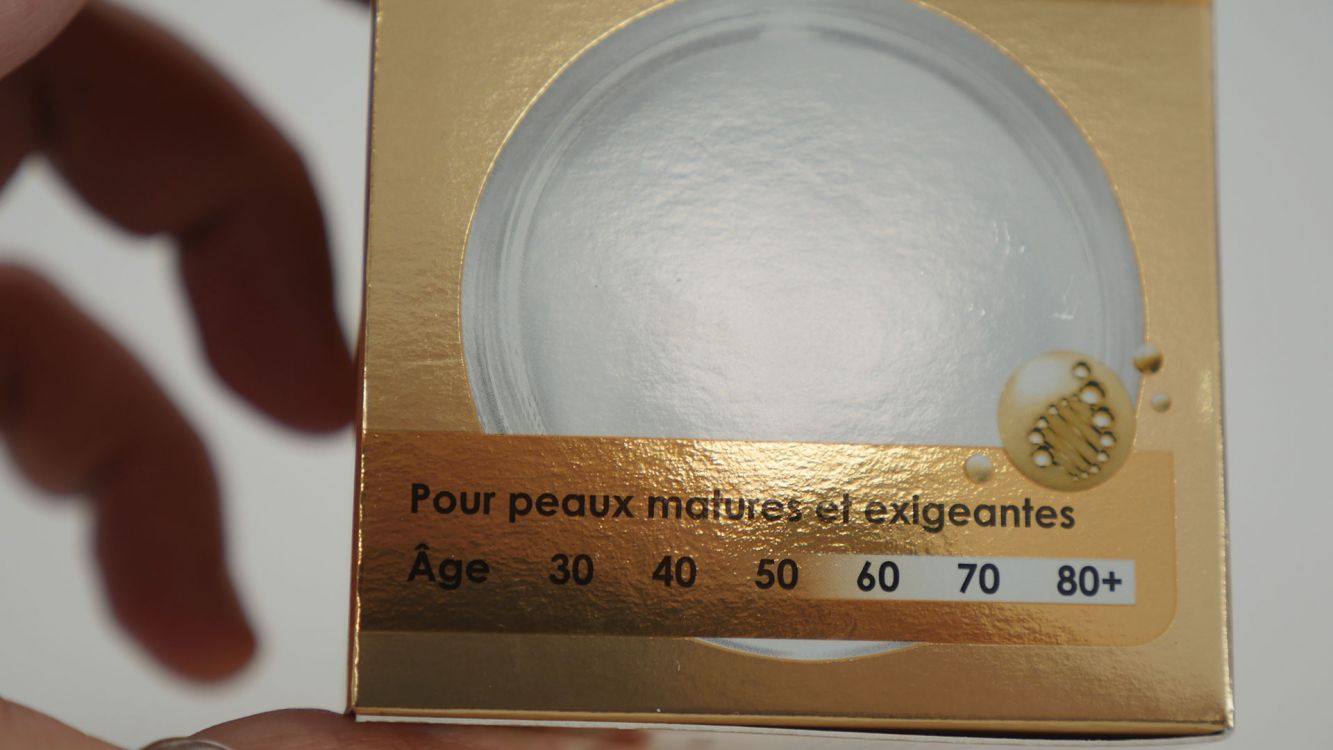 Pour peaux matures et exigeantes
Âge 30 40 50 60 70 80+